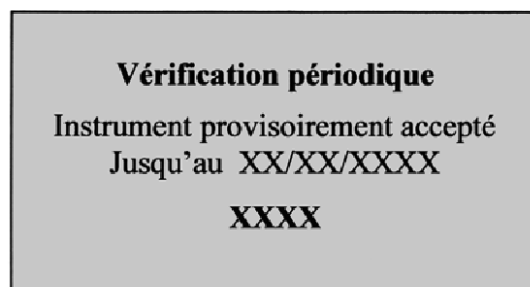 Vérification périodique
Instrument provisoirement accepté
Jusqu'au XX/XX/XXXX
XXXX